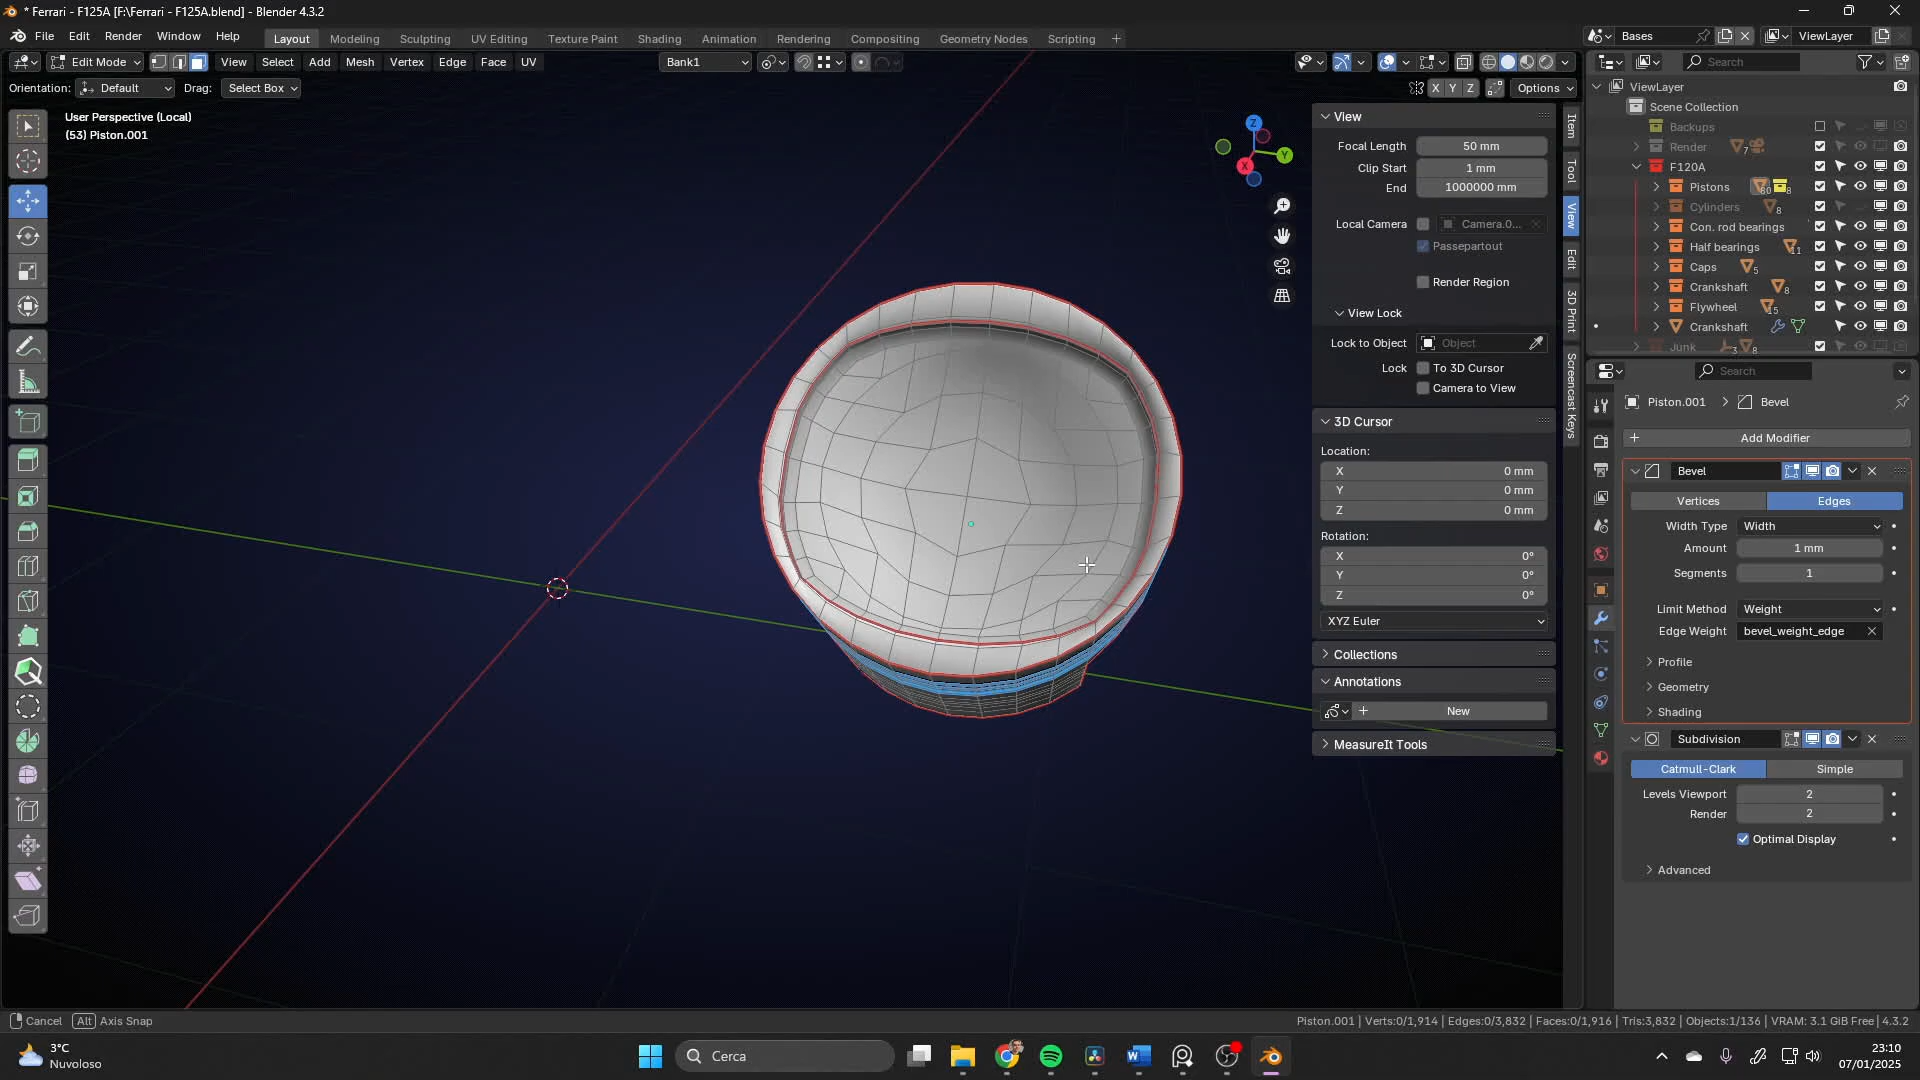 * Ferrari - F125A [F:\Ferrari - F125A.blend] - Blender 4.3.2
File Edit Render Window Help
Layout Modeling Sculpting UV Editing Texture Paint Shading Animation Rendering Compositing Geometry Nodes Scripting +
Bases
ViewLayer
Edit Mode
View Select Add Mesh Vertex Edge Face UV
Bank1
Search
Orientation: Default Drag: Select Box
X Y Z Options
User Perspective (Local)
(53) Piston.001
Z
Y
X
View
Focal Length 50 mm
Clip Start 1 mm
End 1000000 mm
Local Camera Camera.0...
Passepartout
Render Region
View Lock
Lock to Object Object
Lock To 3D Cursor
Camera to View
3D Cursor
Location:
X 0 mm
Y 0 mm
Z 0 mm
Rotation:
X 0°
Y 0°
Z 0°
XYZ Euler
Collections
Annotations
New
MeasureIt Tools
Item
Tool
View
Edit
3D Print
Screencast Keys
ViewLayer
Scene Collection
Backups
Render 7
F120A
Pistons 80 8
Cylinders 8
Con. rod bearings
Half bearings 11
Caps 5
Crankshaft 8
Flywheel 15
Crankshaft
Junk 3 8
Search
Piston.001 > Bevel
+ Add Modifier
Bevel
Vertices Edges
Width Type Width
Amount 1 mm
Segments 1
Limit Method Weight
Edge Weight bevel_weight_edge
Profile
Geometry
Shading
Subdivision
Catmull-Clark Simple
Levels Viewport 2
Render 2
Optimal Display
Advanced
Cancel Alt Axis Snap
Piston.001 | Verts:0/1,914 | Edges:0/3,832 | Faces:0/1,916 | Tris:3,832 | Objects:1/136 | VRAM: 3.1 GiB Free | 4.3.2
3°C
Nuvoloso
Cerca
23:10
07/01/2025